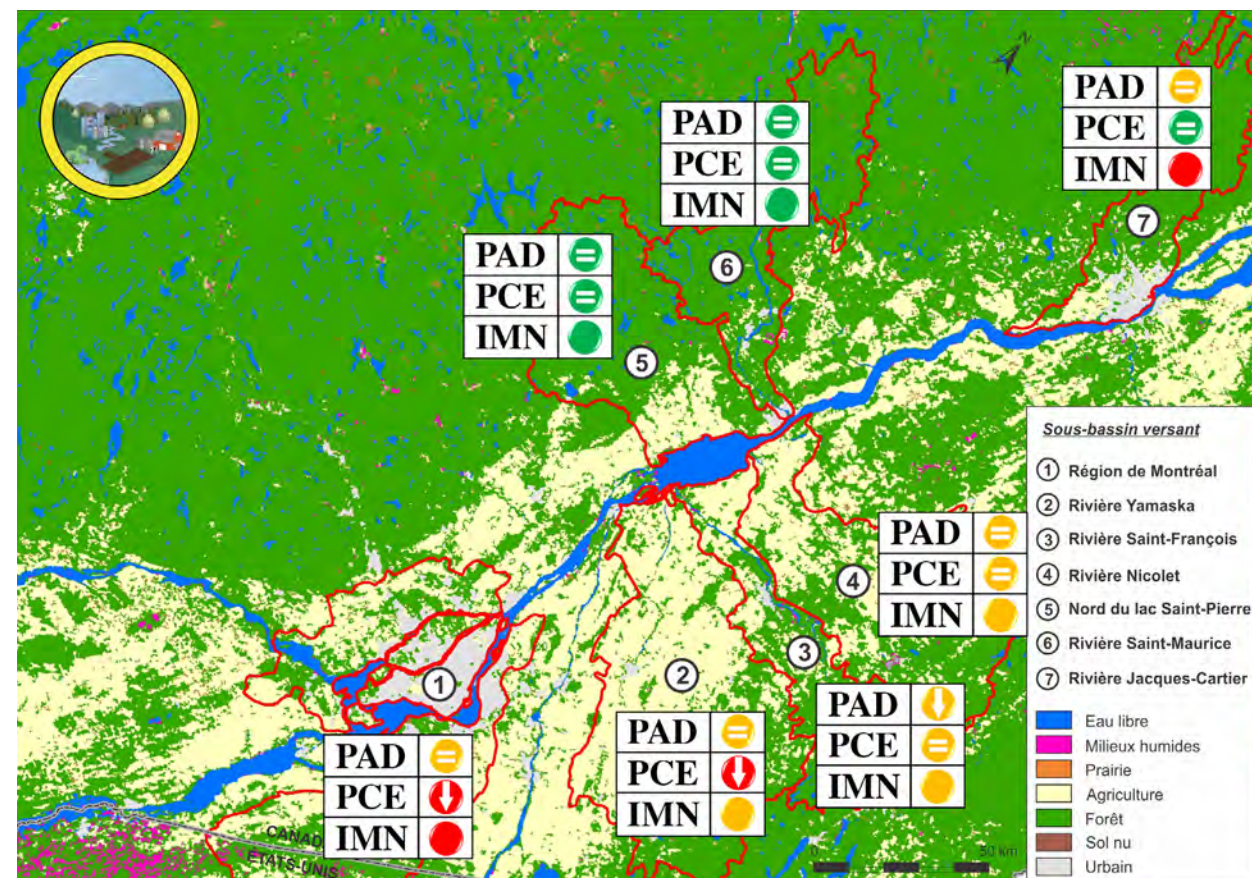 N
PAD
PCE
IMN
7
PAD
PCE
IMN
6
PAD
PCE
IMN
5
Sous-bassin versant
1 Région de Montréal
2 Rivière Yamaska
3 Rivière Saint-François
4 Rivière Nicolet
5 Nord du lac Saint-Pierre
6 Rivière Saint-Maurice
7 Rivière Jacques-Cartier
Eau libre
Milieux humides
Prairie
Agriculture
Forêt
Sol nu
Urbain
PAD
PCE
IMN
4
3
PAD
PCE
IMN
2
PAD
PCE
IMN
1
PAD
PCE
IMN
CANAD
ÉTATS-UNIS
0
50 km